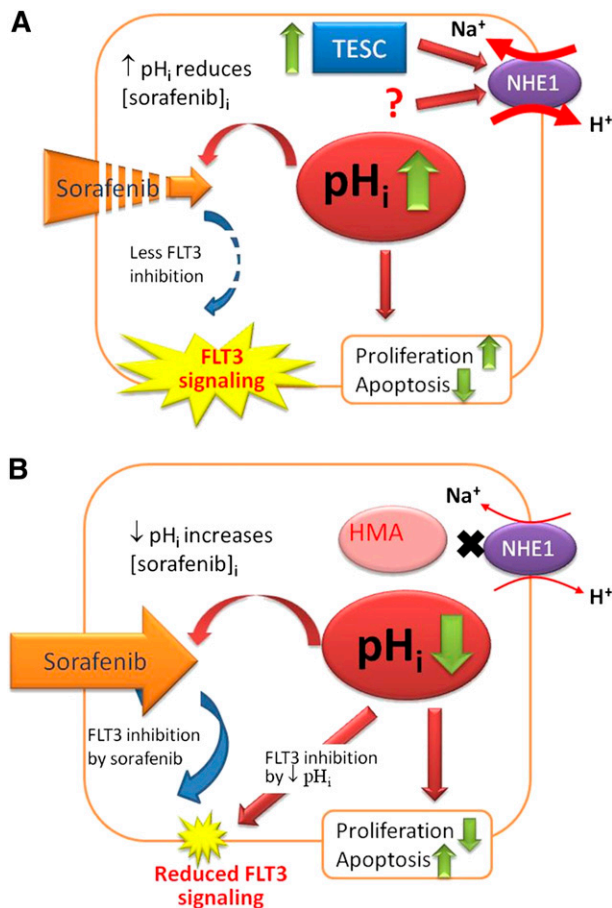 A
TESC
Na⁺
NHE1
H⁺
↑ pHi reduces
[sorafenib]i
?
pHi
Sorafenib
Less FLT3
inhibition
FLT3
signaling
Proliferation
Apoptosis
B
Na⁺
HMA
NHE1
H⁺
↓ pHi increases
[sorafenib]i
pHi
Sorafenib
FLT3 inhibition
by sorafenib
FLT3 inhibition
by ↓ pHi
Proliferation
Apoptosis
Reduced FLT3
signaling